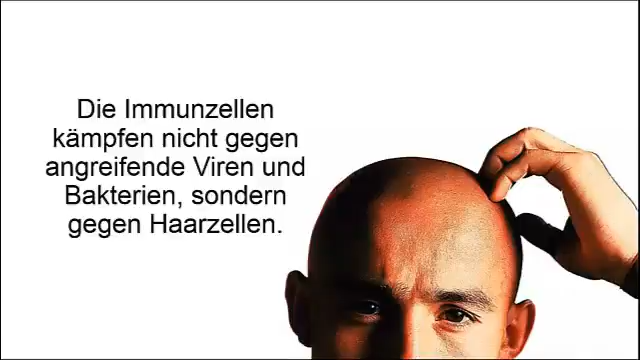 Die Immunzellen
kämpfen nicht gegen
angreifende Viren und
Bakterien, sondern
gegen Haarzellen.